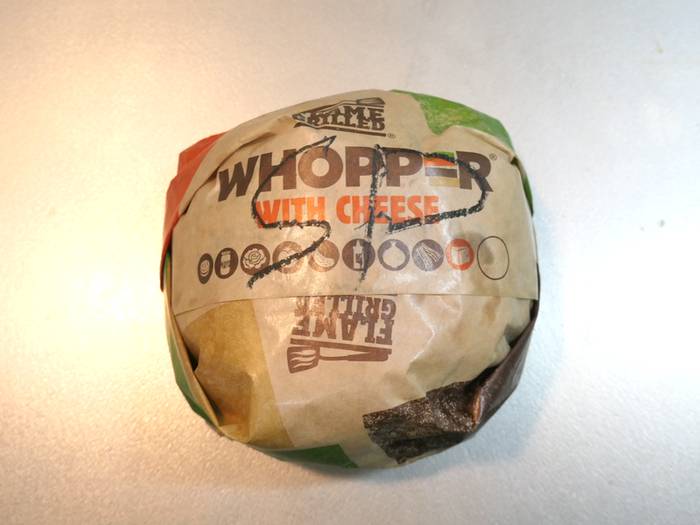 FLAME
GRILLED®
WHOPPER®
WITH CHEESE
SP
FLAME
GRILLED